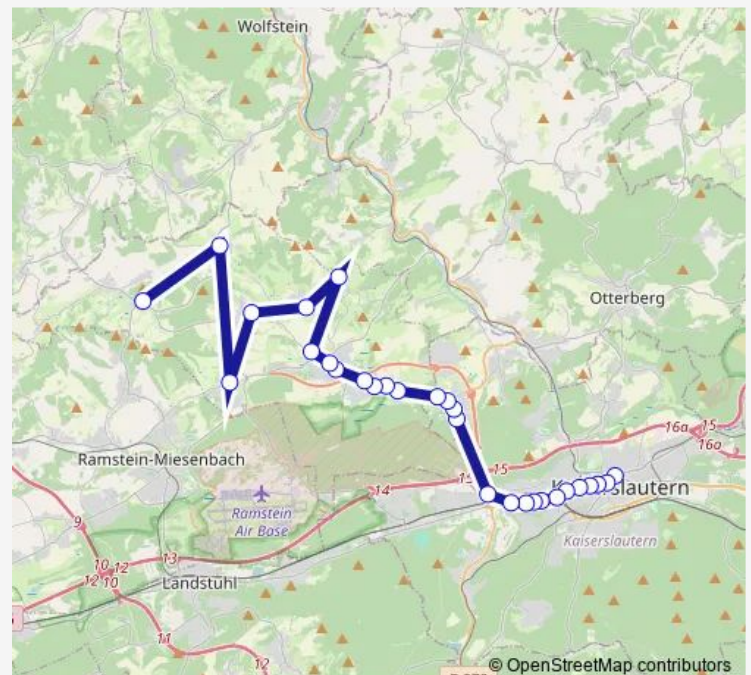 Wolfstein
Otterberg
16a
15
16a
Ramstein-Miesenbach
15
14
Kaiserslautern
Ramstein
Air Base
Kaiserslautern
9
10
12
13
12
10
Landstuhl
11
12
© OpenStreetMap contributors